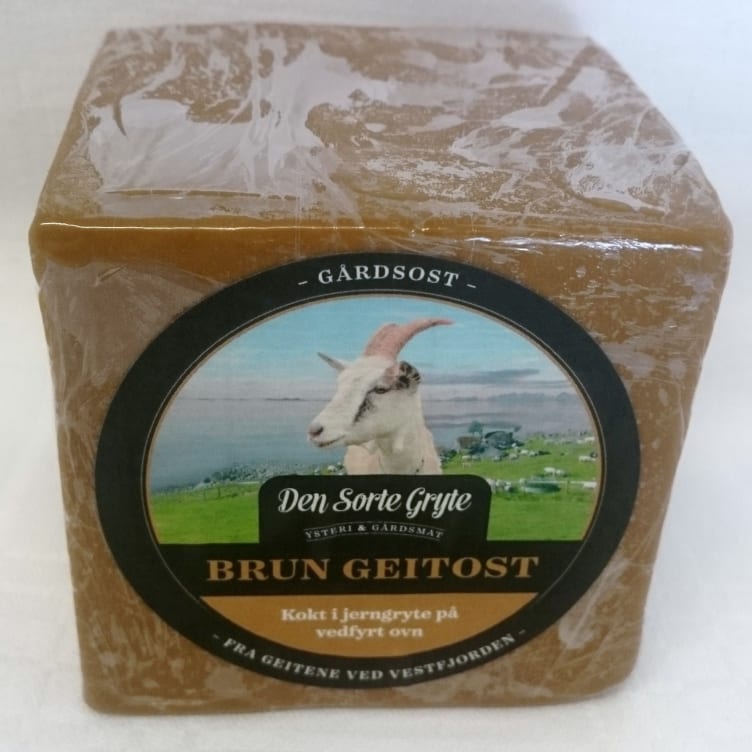 - GÅRDSOST -
Den Sorte Gryte
YSTERI & GÅRDSMAT
BRUN GEITOST
Kokt i jerngryte på
vedfyrt ovn
- FRA GEITENE VED VESTFJORDEN -